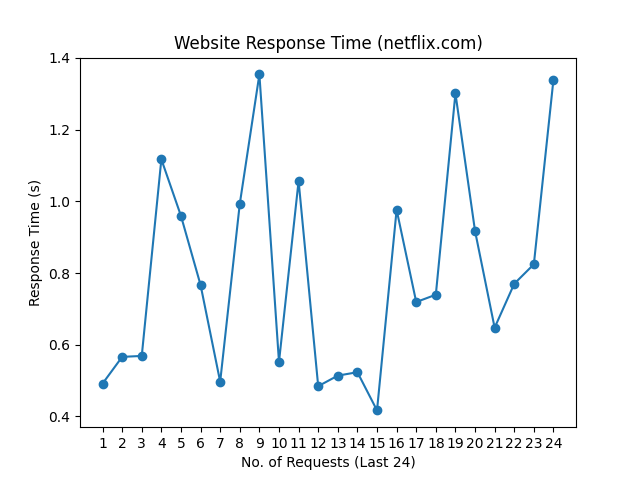 Website Response Time (netflix.com)
1.4
1.2
1.0
0.8
0.6
0.4
Response Time (s)
1 2 3 4 5 6 7 8 9 10 11 12 13 14 15 16 17 18 19 20 21 22 23 24
No. of Requests (Last 24)